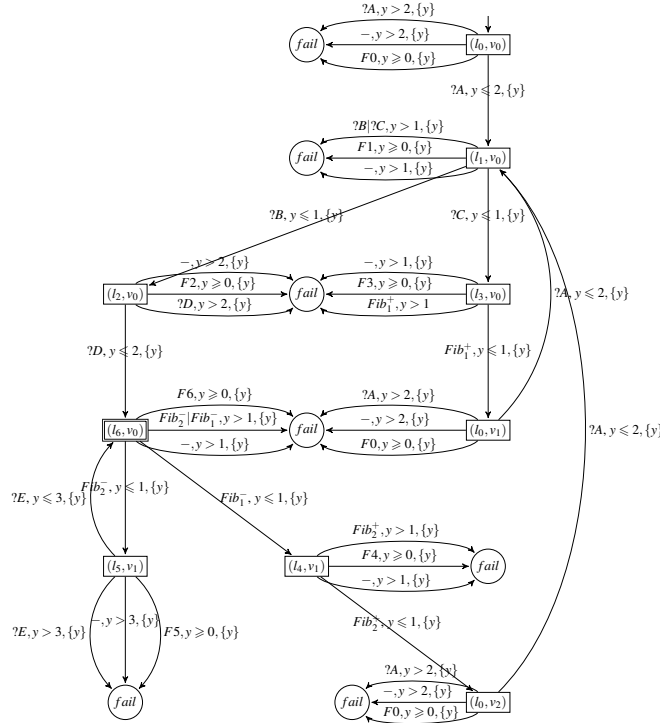 ?A, y > 2, {y}
fail
−, y > 2, {y}
(l₀, v₀)
F0, y ⩾ 0, {y}
?A, y ⩽ 2, {y}
?B|?C, y > 1, {y}
fail
F1, y ⩾ 0, {y}
(l₁, v₀)
−, y > 1, {y}
?B, y ⩽ 1, {y}
?C, y ⩽ 1, {y}
−, y > 2, {y}
−, y > 1, {y}
(l₂, v₀)
F2, y ⩾ 0, {y}
fail
F3, y ⩾ 0, {y}
(l₃, v₀)
?A, y ⩽ 2, {y}
?D, y > 2, {y}
Fib₁⁺, y > 1
?D, y ⩽ 2, {y}
Fib₁⁺, y ⩽ 1, {y}
F6, y ⩾ 0, {y}
?A, y > 2, {y}
(l₆, v₀)
Fib₂⁻|Fib₁⁻, y > 1, {y}
fail
−, y > 2, {y}
(l₀, v₁)
?A, y ⩽ 2, {y}
−, y > 1, {y}
F0, y ⩾ 0, {y}
?E, y ⩽ 3, {y}
Fib₂⁻, y ⩽ 1, {y}
Fib₁⁻, y ⩽ 1, {y}
Fib₂⁺, y > 1, {y}
(l₅, v₁)
(l₄, v₁)
F4, y ⩾ 0, {y}
fail
−, y > 1, {y}
?E, y > 3, {y}
−, y > 3, {y}
F5, y ⩾ 0, {y}
Fib₂⁺, y ⩽ 1, {y}
?A, y > 2, {y}
fail
fail
−, y > 2, {y}
(l₀, v₂)
F0, y ⩾ 0, {y}